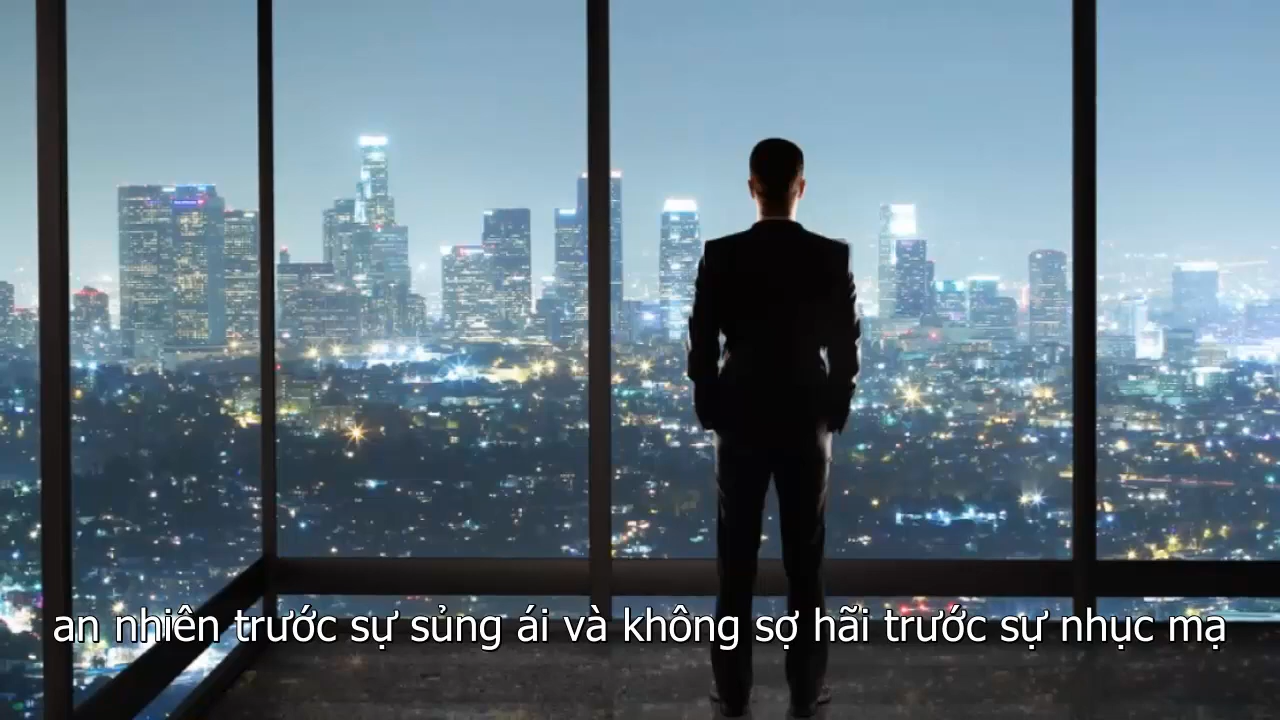 an nhiên trước sự sủng ái và không sợ hãi trước sự nhục mạ